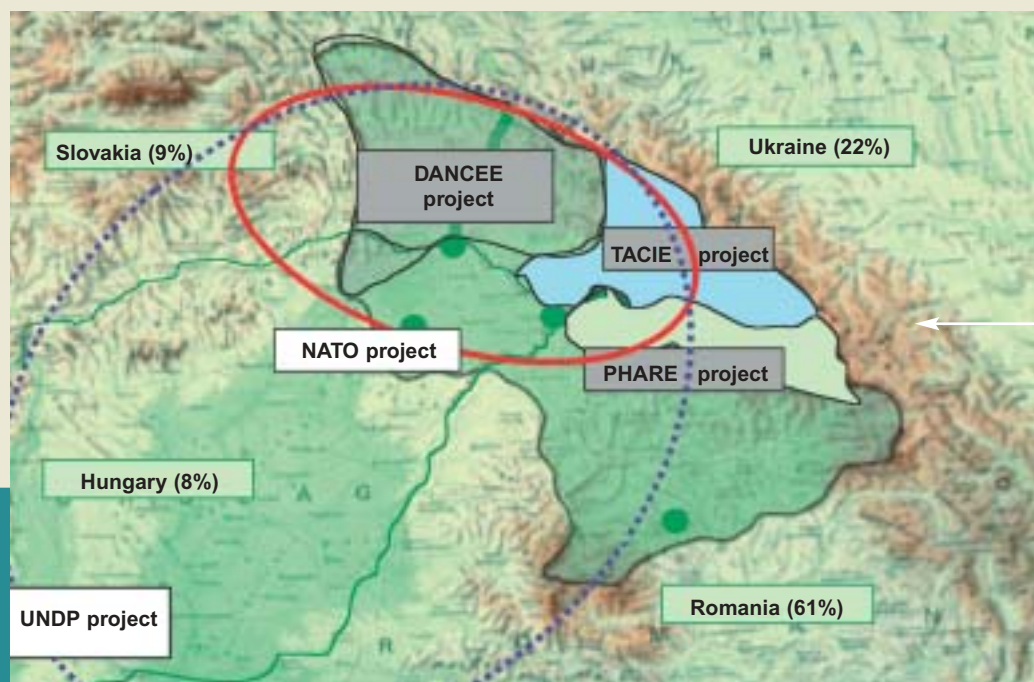 Slovakia (9%)
Ukraine (22%)
DANCEE
project
TACIE project
NATO project
PHARE project
Hungary (8%)
A G
Romania (61%)
UNDP project
R